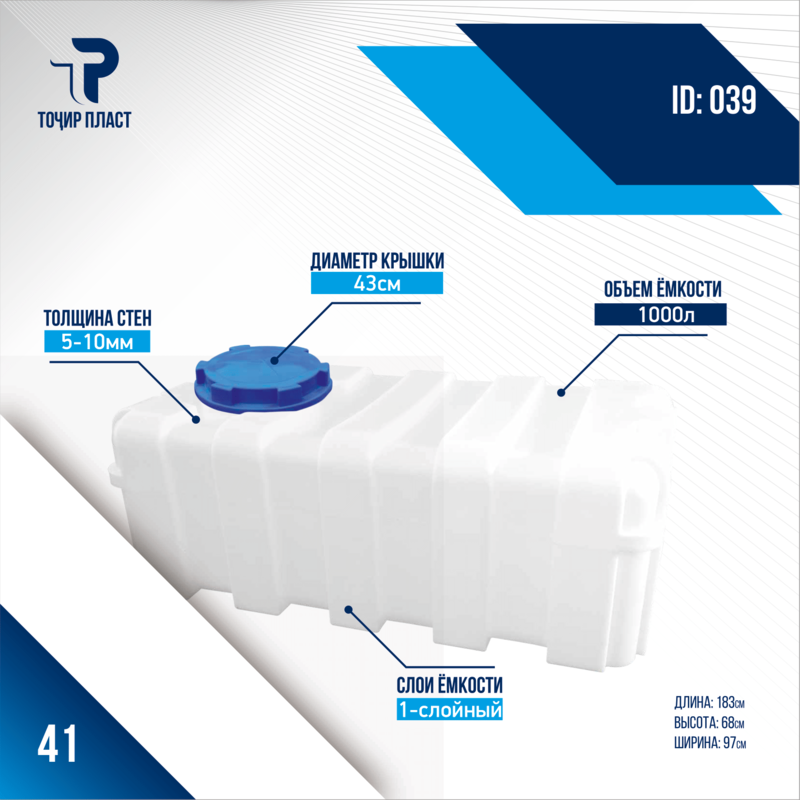 ТОҶИР ПЛАСТ
ID: 039
ДИАМЕТР КРЫШКИ
43см
ОБЪЕМ ЁМКОСТИ
1000л
ТОЛЩИНА СТЕН
5-10мм
СЛОИ ЁМКОСТИ
1-слойный
ДЛИНА: 183см
ВЫСОТА: 68см
ШИРИНА: 97см
41